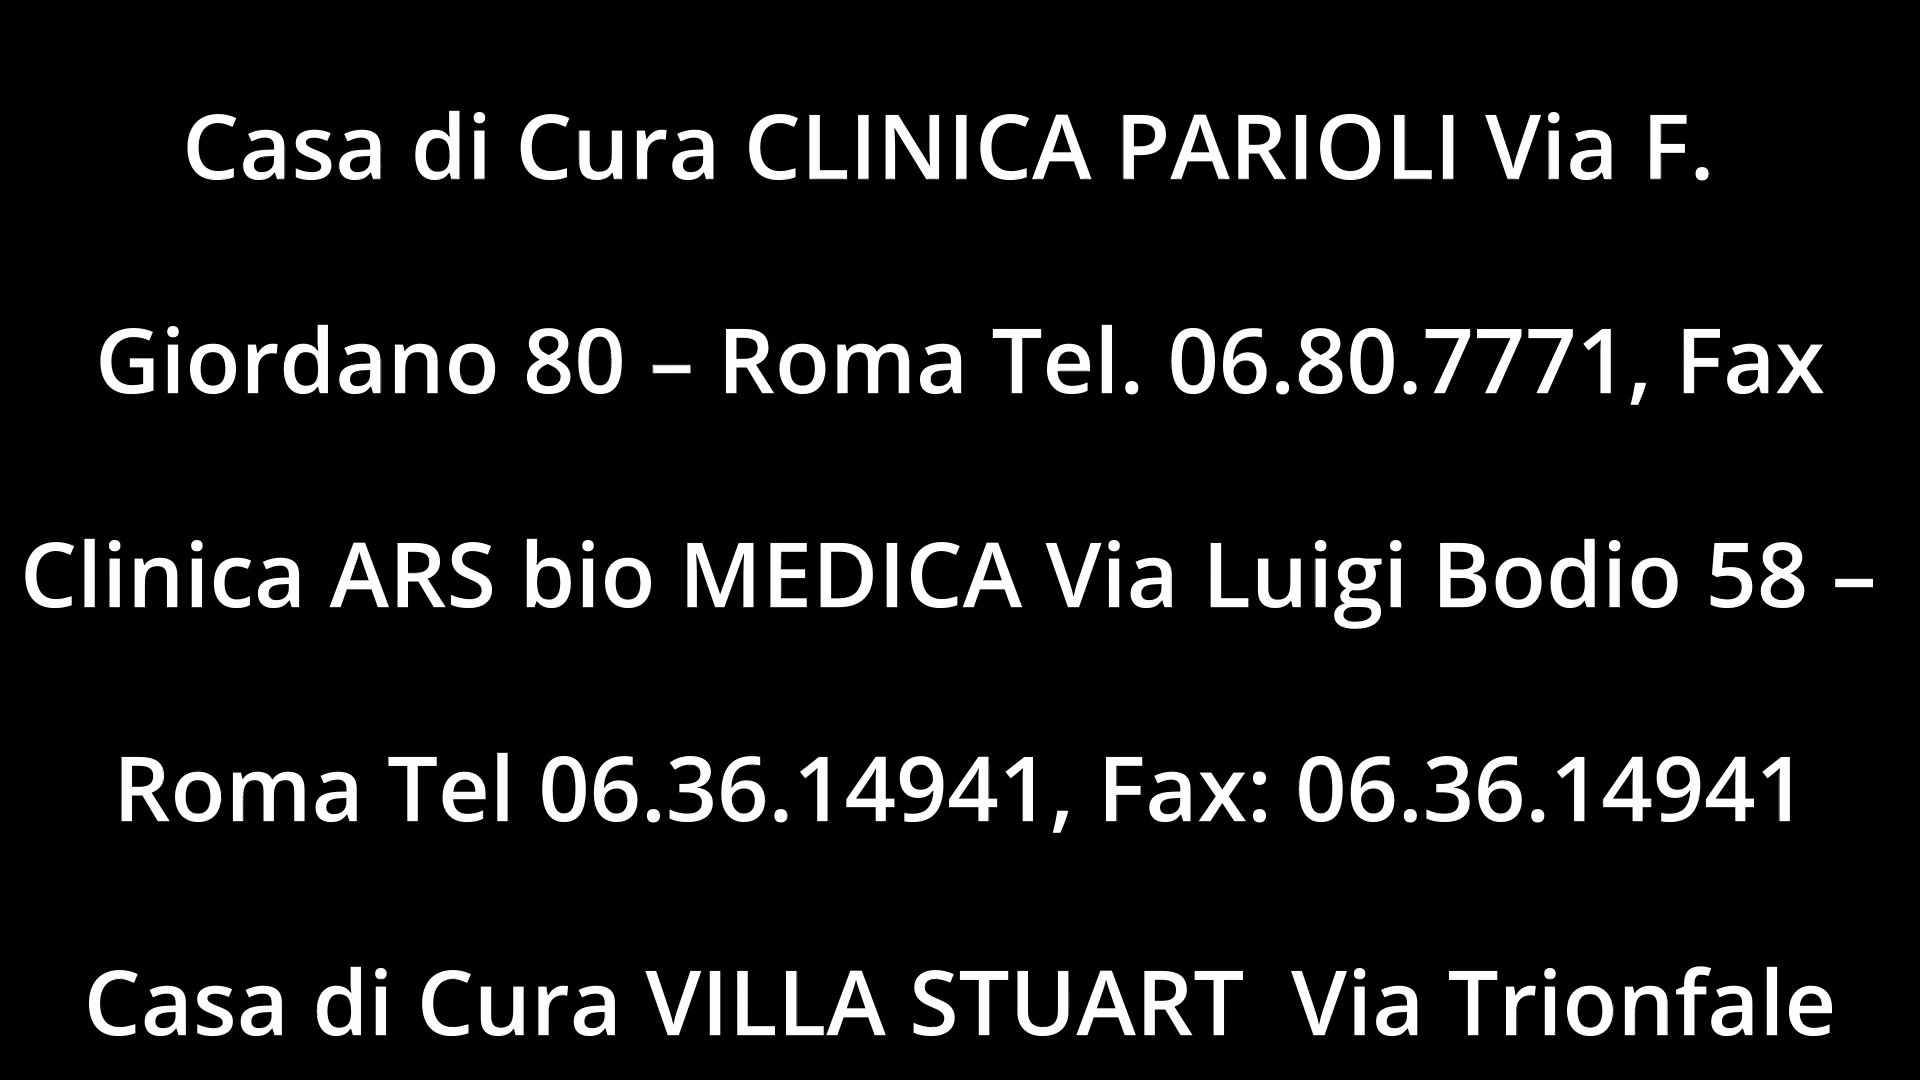 Casa di Cura CLINICA PARIOLI Via F.
Giordano 80 – Roma Tel. 06.80.7771, Fax
Clinica ARS bio MEDICA Via Luigi Bodio 58 –
Roma Tel 06.36.14941, Fax: 06.36.14941
Casa di Cura VILLA STUART  Via Trionfale